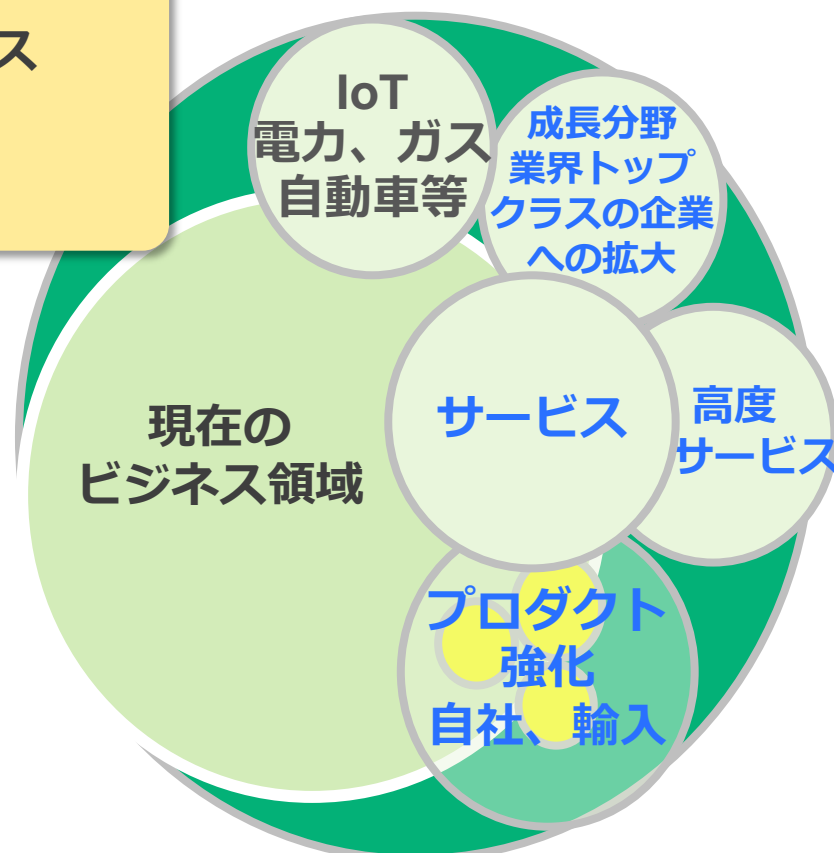 ス
IoT
電力、ガス
自動車等
成長分野
業界トップ
クラスの企業
への拡大
現在の
ビジネス領域
サービス
高度
サービス
プロダクト
強化
自社、輸入